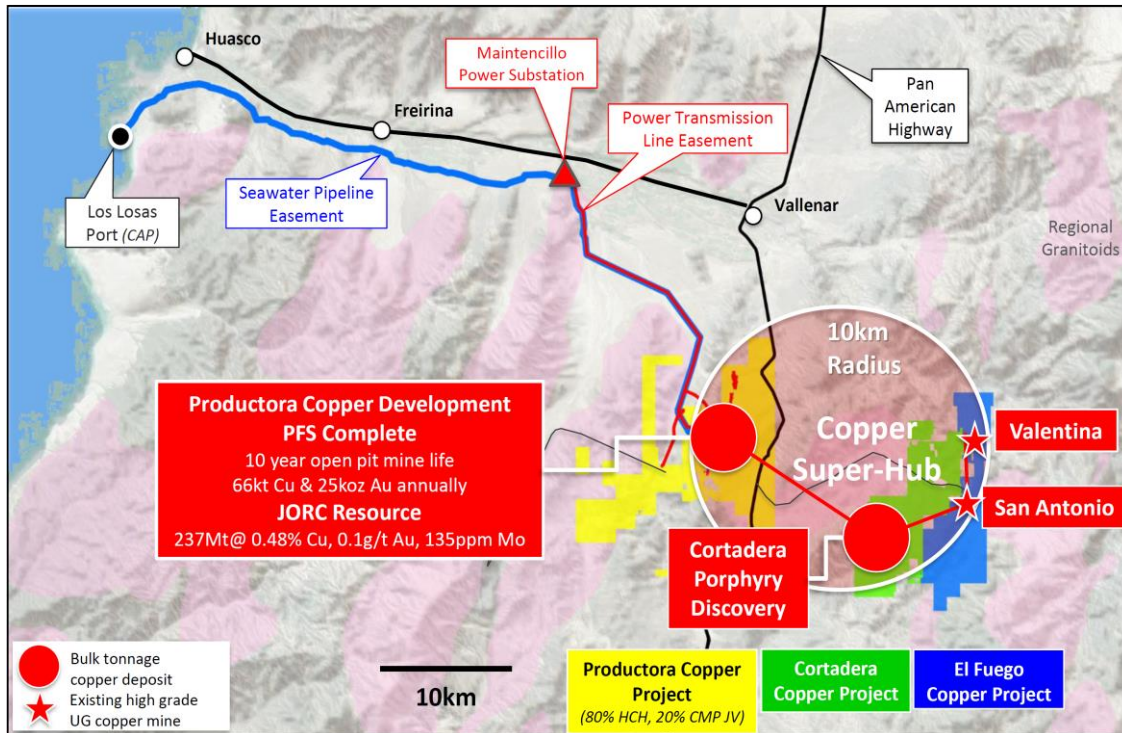 Huasco
Maintencillo
Power Substation
Freirina
Power Transmission
Line Easement
Pan
American
Highway
Los Losas
Port (CAP)
Seawater Pipeline
Easement
Vallenar
Regional
Granitoids
10km
Radius
Copper
Super-Hub
Productora Copper Development
PFS Complete
10 year open pit mine life
66kt Cu & 25koz Au annually
JORC Resource
237Mt@ 0.48% Cu, 0.1g/t Au, 135ppm Mo
Valentina
San Antonio
Cortadera
Porphyry
Discovery
Bulk tonnage
copper deposit
Existing high grade
UG copper mine
10km
Productora Copper
Project
(80% HCH, 20% CMP JV)
Cortadera
Copper Project
El Fuego
Copper Project